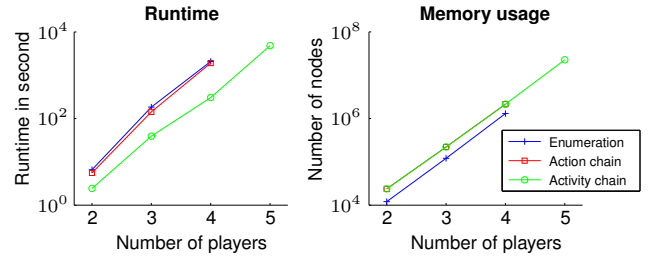 Runtime
Runtime in second
10^4
10^2
10^0
2 3 4 5
Number of players
Memory usage
Number of nodes
10^8
10^6
10^4
2 3 4 5
Number of players
Enumeration
Action chain
Activity chain